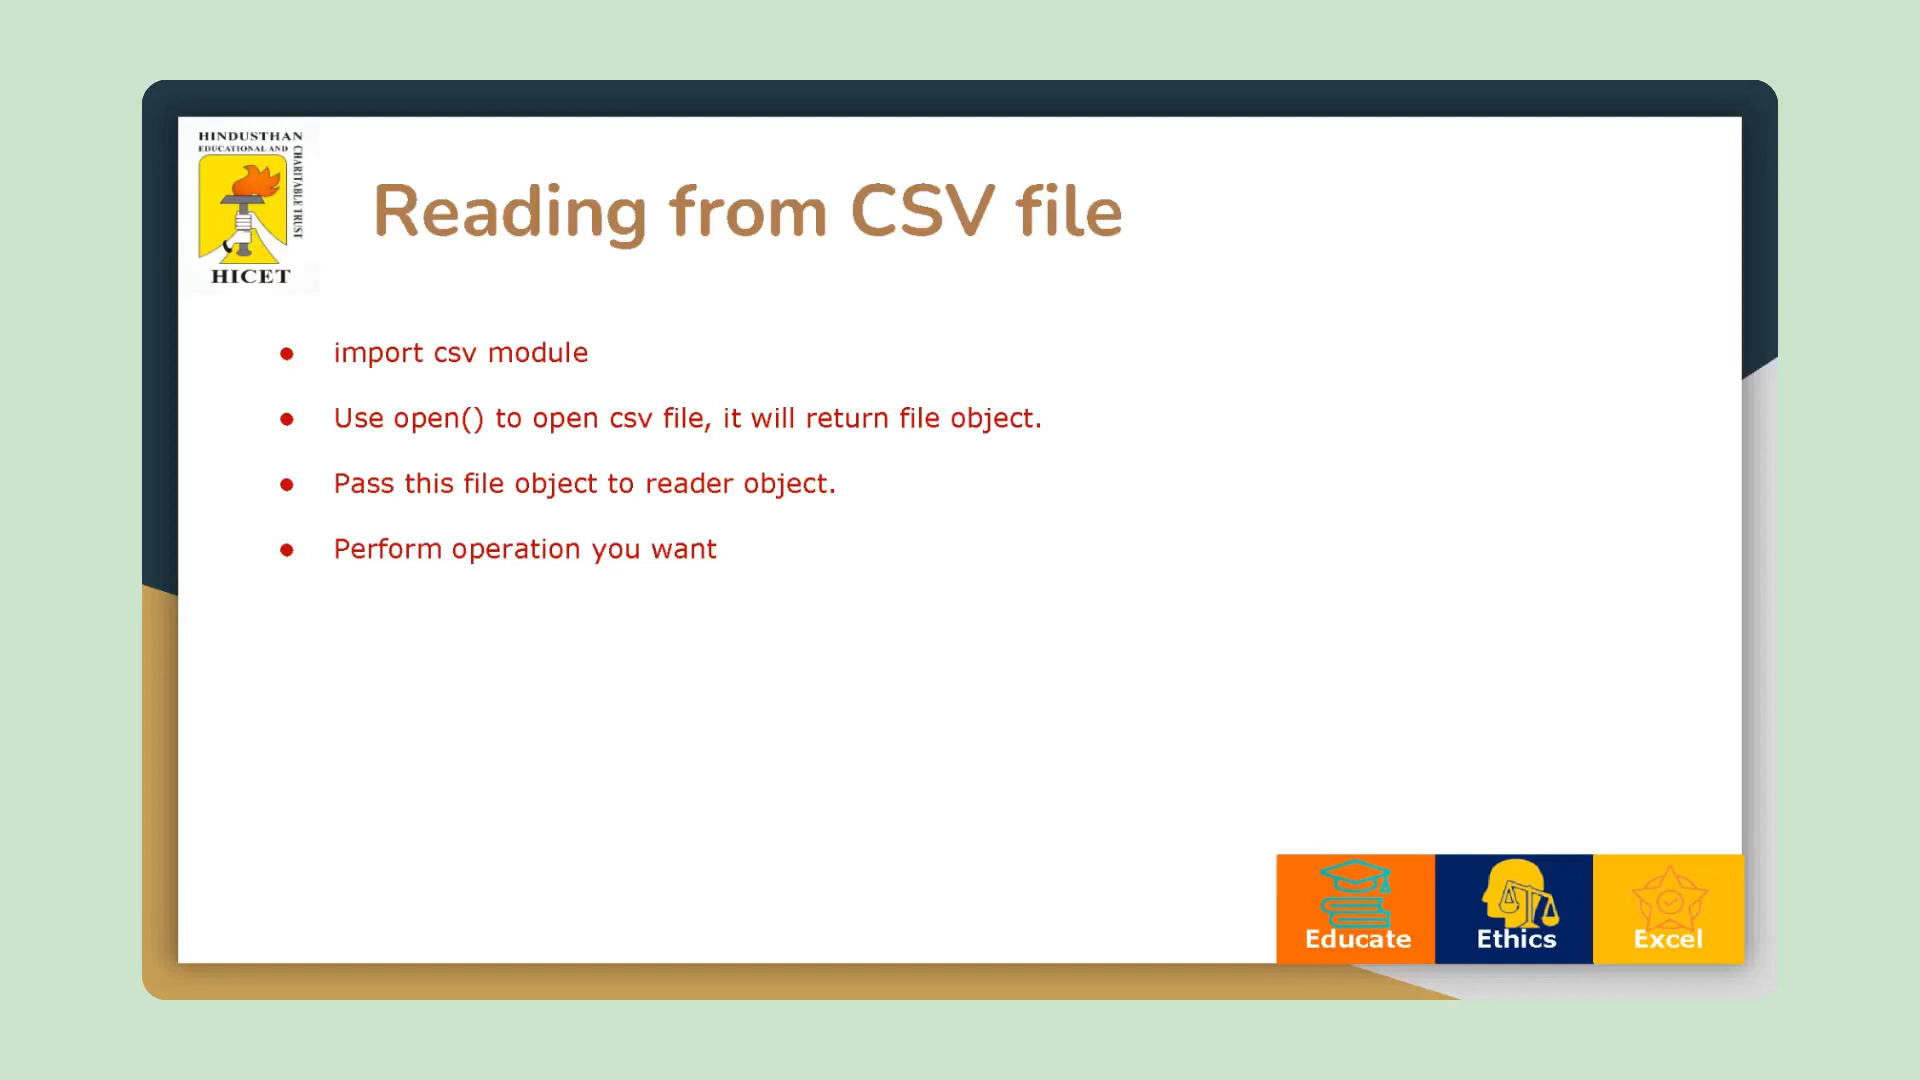 HINDUSTHAN
EDUCATIONAL AND
CHARITABLE TRUST
HICET
Reading from CSV file
● import csv module
● Use open() to open csv file, it will return file object.
● Pass this file object to reader object.
● Perform operation you want
Educate
Ethics
Excel